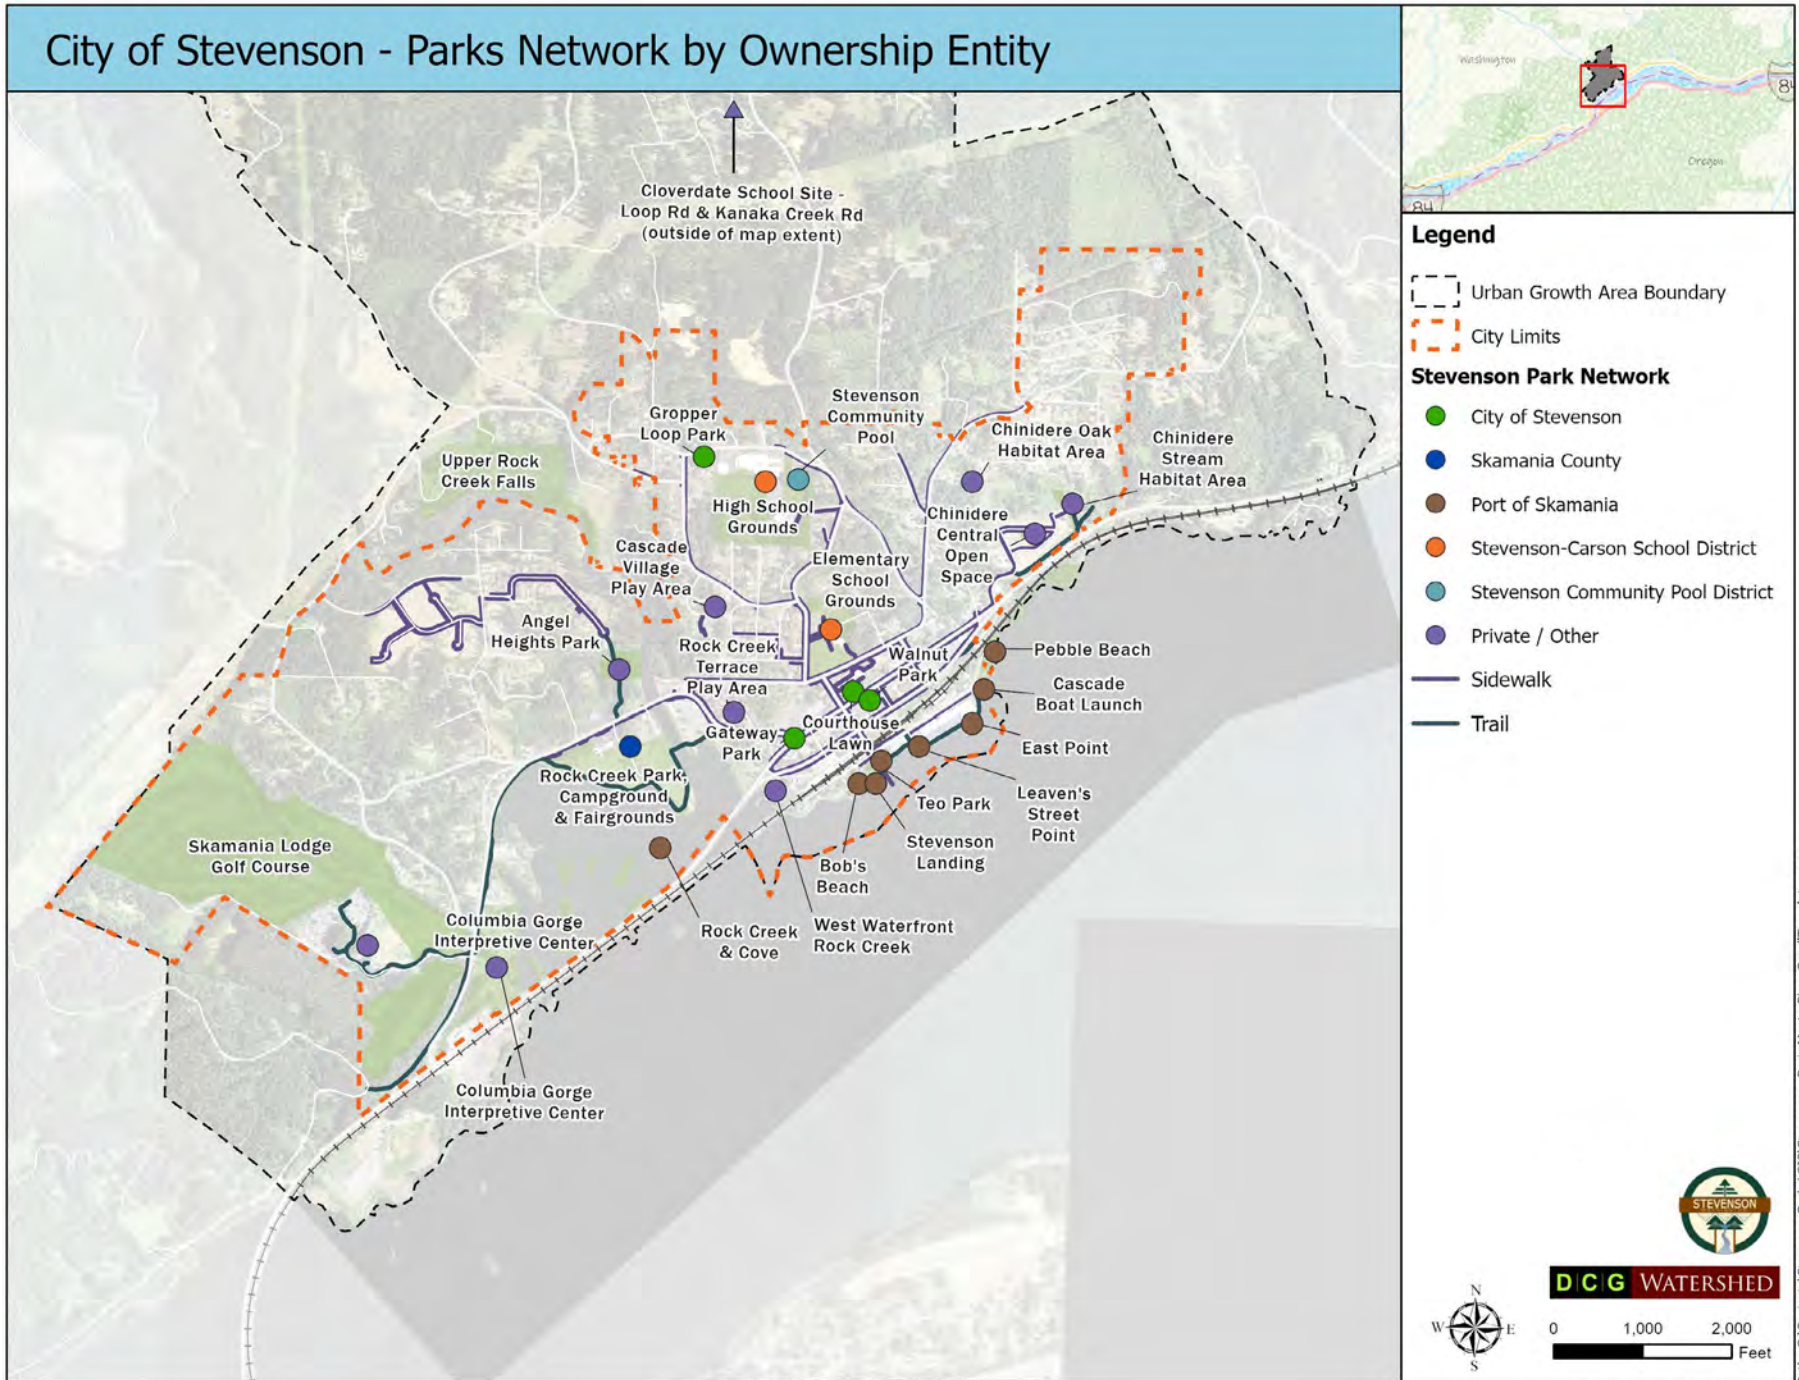 City of Stevenson - Parks Network by Ownership Entity
Washington
84
Oregon
84
Cloverdate School Site -
Loop Rd & Kanaka Creek Rd
(outside of map extent)
Legend
Urban Growth Area Boundary
City Limits
Stevenson Park Network
City of Stevenson
Skamania County
Port of Skamania
Stevenson-Carson School District
Stevenson Community Pool District
Private / Other
Sidewalk
Trail
Stevenson
Community
Pool
Gropper
Loop Park
Chinidere Oak
Habitat Area
Chinidere
Stream
Habitat Area
Upper Rock
Creek Falls
High School
Grounds
Chinidere
Central
Open
Space
Cascade
Village
Play Area
Elementary
School
Grounds
Angel
Heights Park
Rock Creek
Terrace
Play Area
Walnut
Park
Pebble Beach
Cascade
Boat Launch
Gateway
Park
Courthouse
Lawn
East Point
Rock Creek Park,
Campground
& Fairgrounds
Teo Park
Leaven's
Street
Point
Skamania Lodge
Golf Course
Stevenson
Landing
Bob's
Beach
Columbia Gorge
Interpretive Center
Rock Creek
& Cove
West Waterfront
Rock Creek
Columbia Gorge
Interpretive Center
STEVENSON
DCG WATERSHED
N
W E
S
0 1,000 2,000
Feet